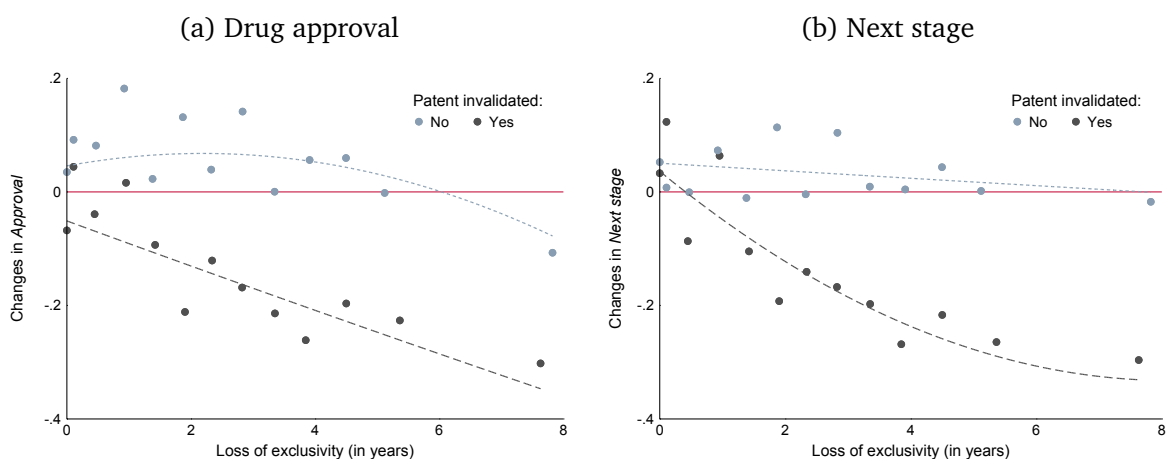 (a) Drug approval
Changes in Approval
.2
0
-.2
-.4
0 2 4 6 8
Loss of exclusivity (in years)
Patent invalidated:
No Yes
(b) Next stage
Changes in Next stage
.2
0
-.2
-.4
0 2 4 6 8
Loss of exclusivity (in years)
Patent invalidated:
No Yes